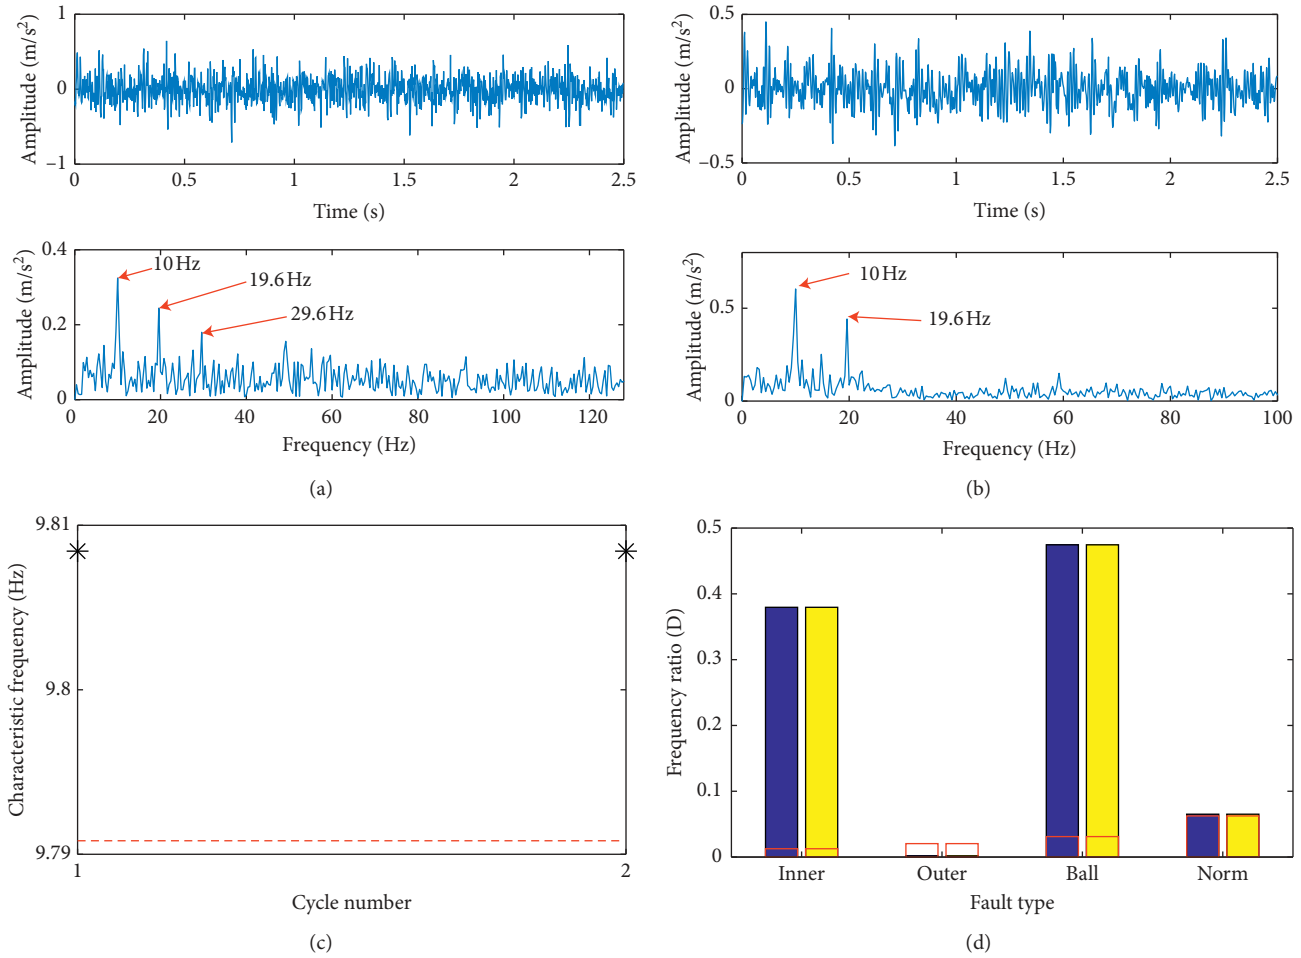 Amplitude (m/s²)
1
0
−1
0
0.5
1
1.5
2
2.5
Time (s)
Amplitude (m/s²)
0.4
0.2
0
10 Hz
19.6 Hz
29.6 Hz
0
20
40
60
80
100
120
Frequency (Hz)
(a)
Amplitude (m/s²)
0.5
0
−0.5
0
0.5
1
1.5
2
2.5
Time (s)
Amplitude (m/s²)
0.5
0
10 Hz
19.6 Hz
0
20
40
60
80
100
Frequency (Hz)
(b)
Characteristic frequency (Hz)
9.81
9.8
9.79
1
2
Cycle number
(c)
Frequency ratio (D)
0.5
0.4
0.3
0.2
0.1
0
Inner
Outer
Ball
Norm
Fault type
(d)